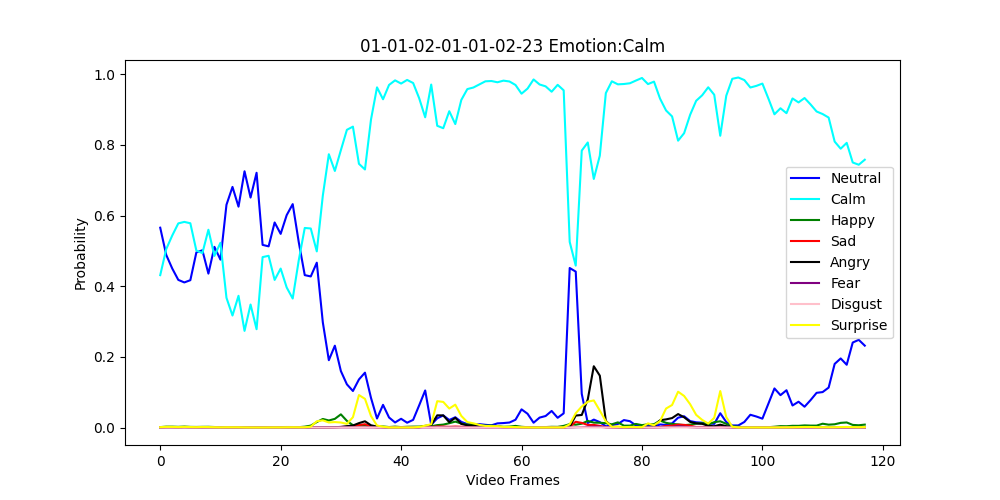 01-01-02-01-01-02-23 Emotion:Calm
1.0
0.8
0.6
0.4
0.2
0.0
Probability
0 20 40 60 80 100 120
Video Frames
Neutral
Calm
Happy
Sad
Angry
Fear
Disgust
Surprise